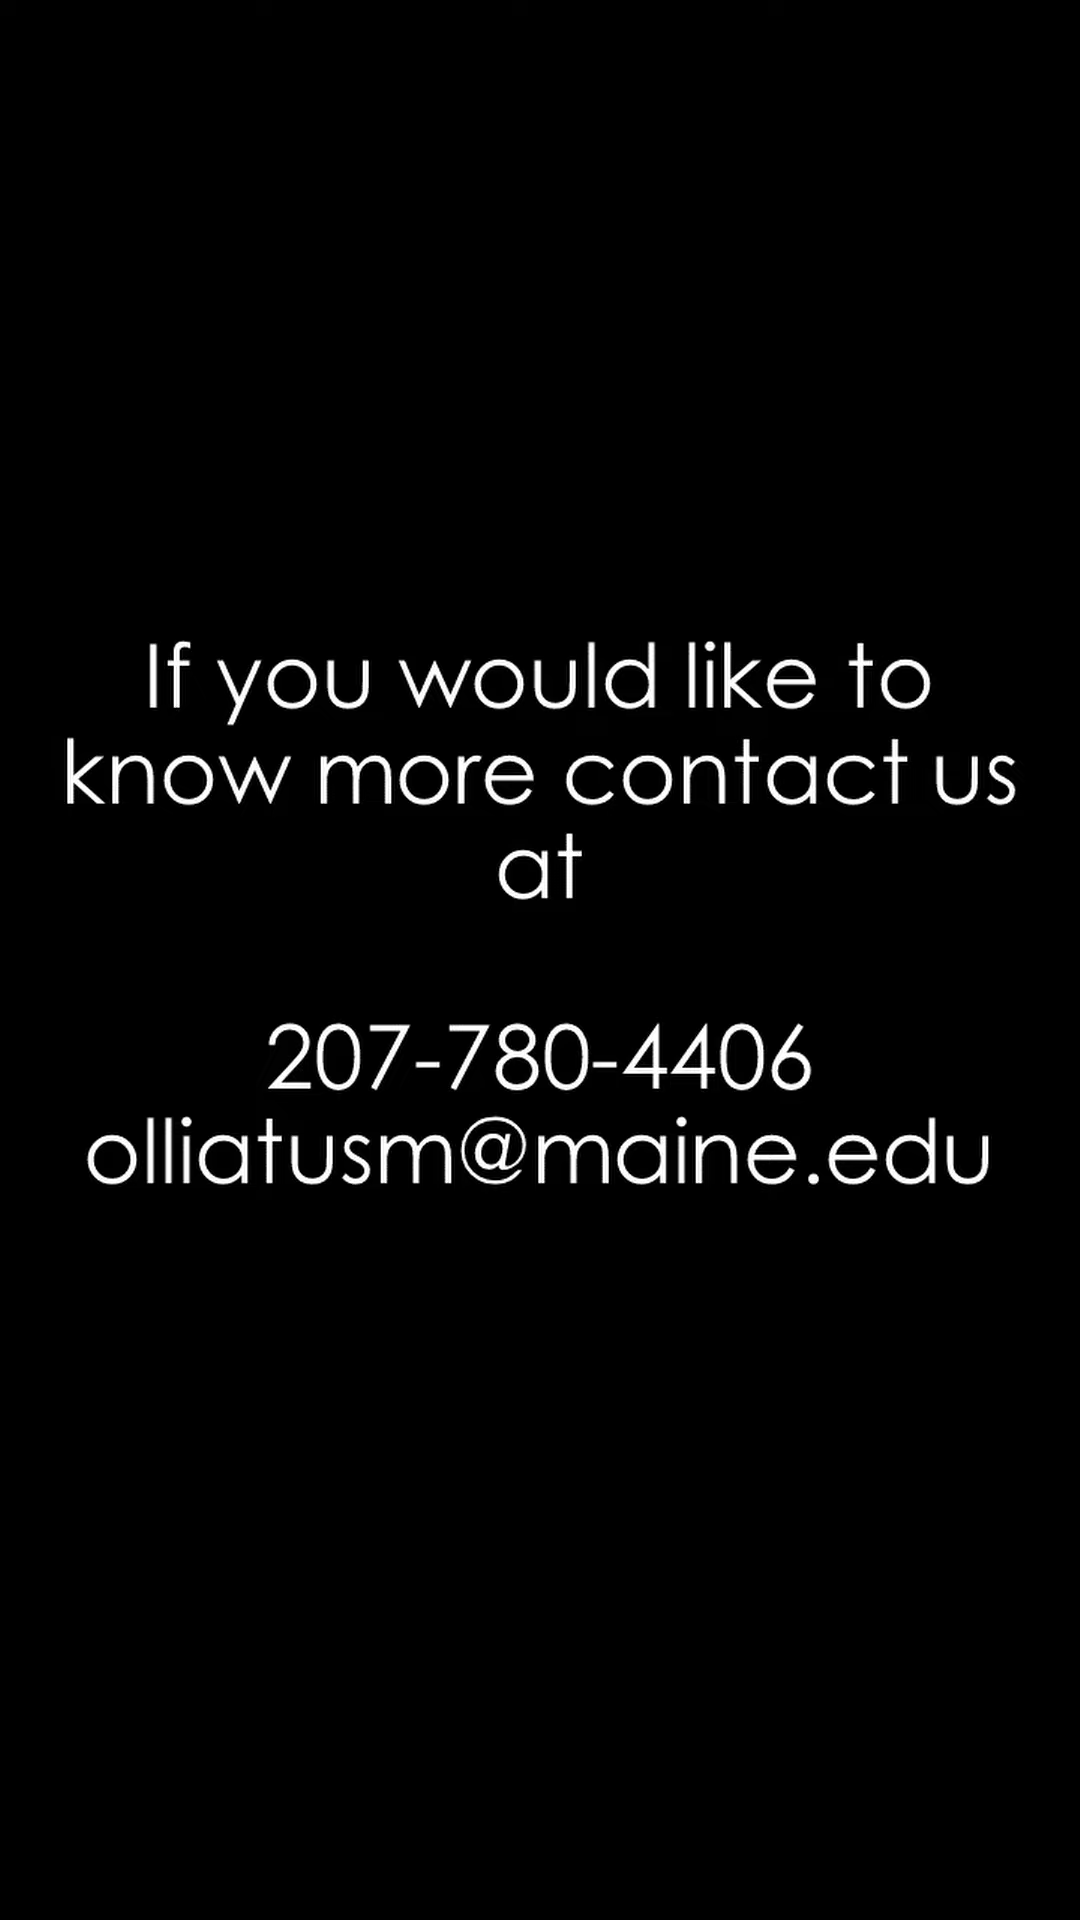 If you would like to
know more contact us
at
207-780-4406
olliatusm@maine.edu